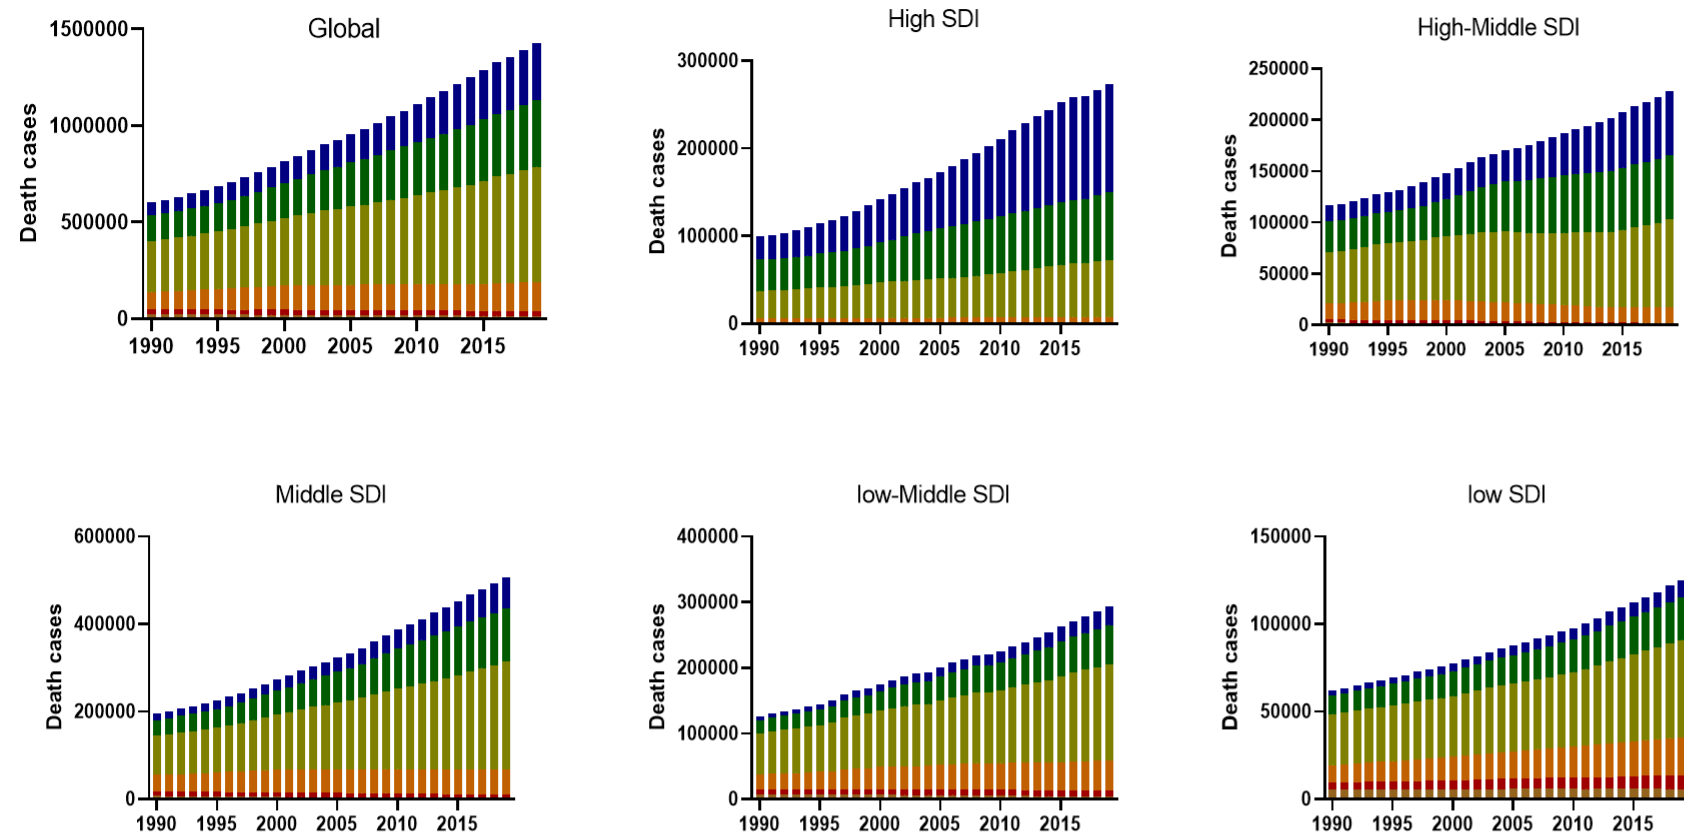 Global
1500000
1000000
500000
0
Death cases
1990 1995 2000 2005 2010 2015
High SDI
300000
200000
100000
0
Death cases
1990 1995 2000 2005 2010 2015
High-Middle SDI
250000
200000
150000
100000
50000
0
Death cases
1990 1995 2000 2005 2010 2015
Middle SDI
600000
400000
200000
0
Death cases
1990 1995 2000 2005 2010 2015
low-Middle SDI
400000
300000
200000
100000
0
Death cases
1990 1995 2000 2005 2010 2015
low SDI
150000
100000
50000
0
Death cases
1990 1995 2000 2005 2010 2015